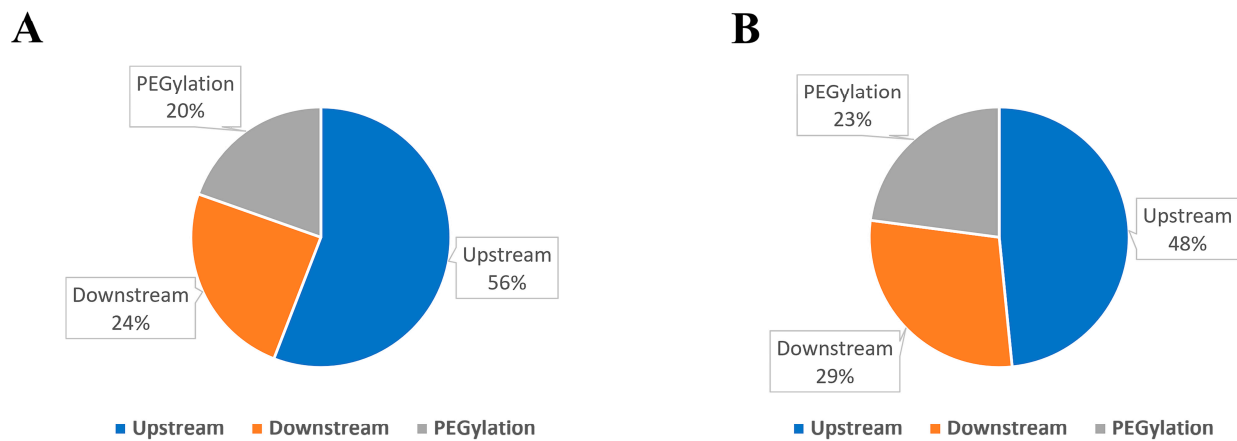 A
PEGylation
20%
Upstream
56%
Downstream
24%
Upstream Downstream PEGylation
B
PEGylation
23%
Upstream
48%
Downstream
29%
Upstream Downstream PEGylation